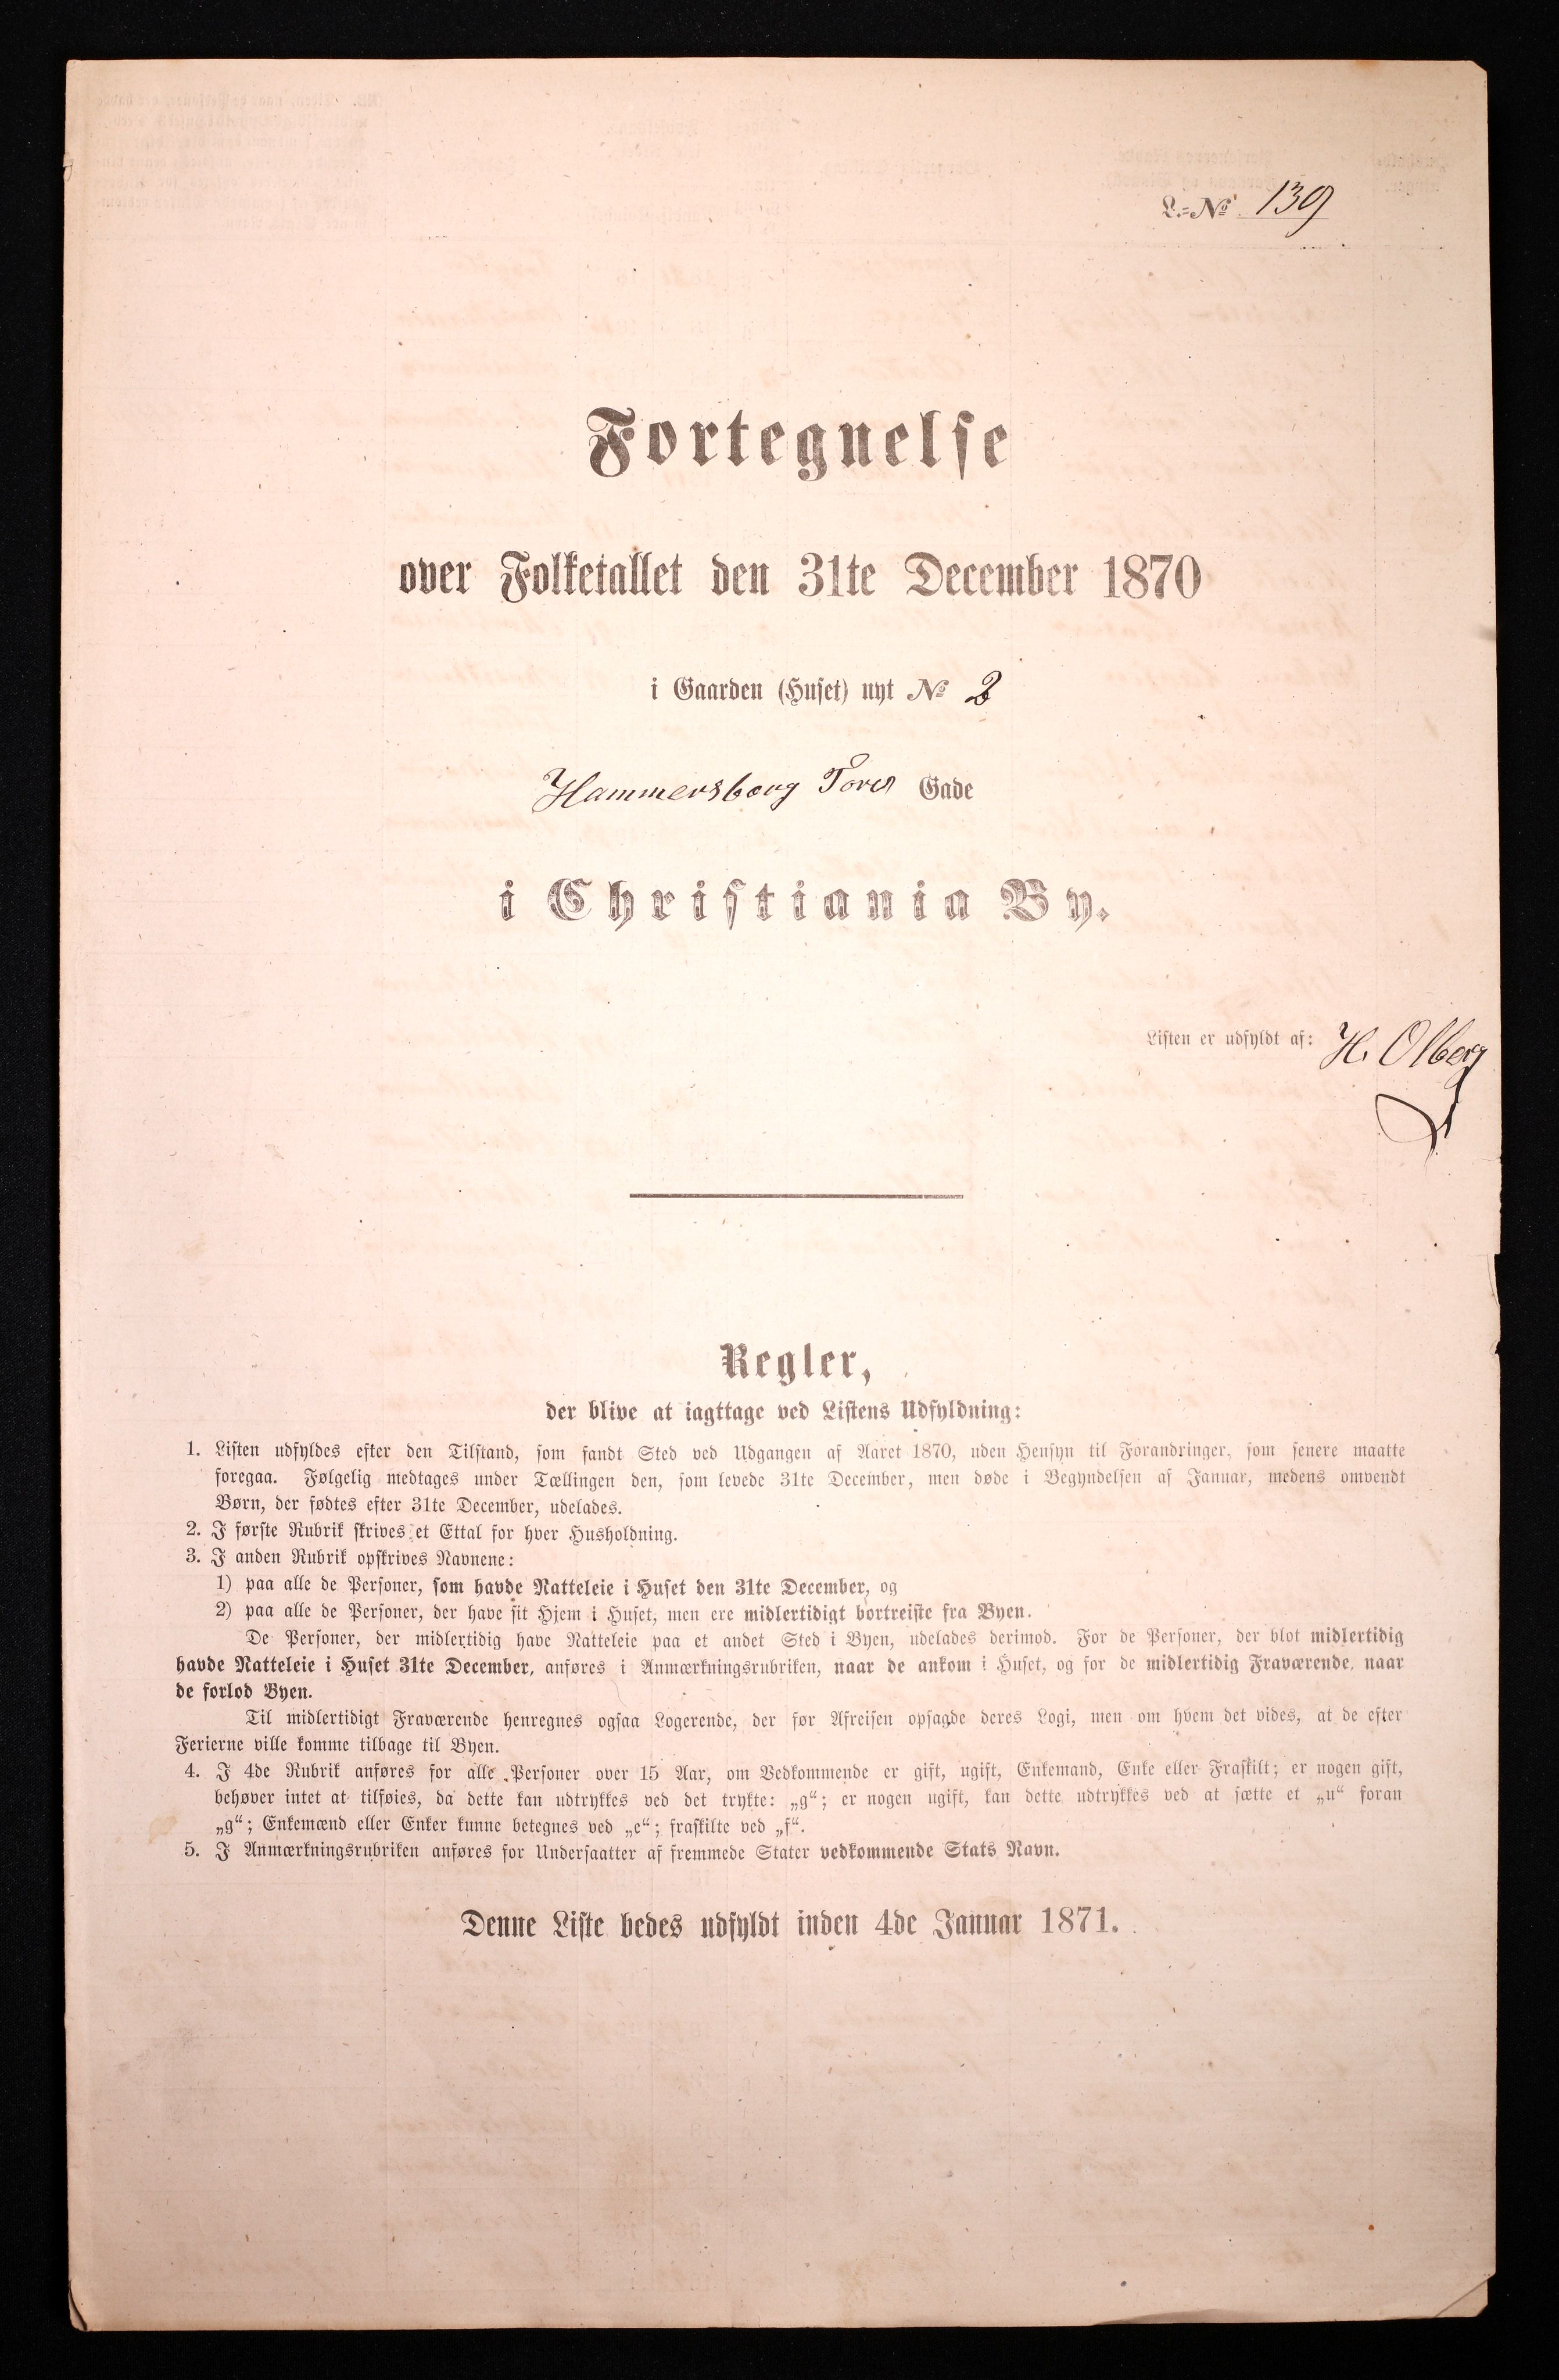 L.-No 139
Fortegnelse
over Folketallet den 31te December 1870
i Gaarden (Huset) nyt No 2
Hammersborg Torv Gade
i Christiania By.
Listen er udfyldt af: H. Olberg
Regler,
der blive at iagttage ved Listens Udfyldning:
1. Listen udfyldes efter den Tilstand, som fandt Sted ved Udgangen af Aaret 1870, uden Hensyn til Forandringer, som senere maatte
foregaa. Følgelig medtages under Tællingen den, som levede 31te December, men døde i Begyndelsen af Januar, medens omvendt
Børn, der fødtes efter 31te December, udelades.
2. I første Rubrik skrives et Ettal for hver Husholdning.
3. I anden Rubrik opskrives Navnene:
1) paa alle de Personer, som havde Natteleie i Huset den 31te December, og
2) paa alle de Personer, der have sit Hjem i Huset, men ere midlertidigt bortreiste fra Byen.
De Personer, der midlertidig have Natteleie paa et andet Sted i Byen, udelades derimod. For de Personer, der blot midlertidig
havde Natteleie i Huset 31te December, anføres i Anmærkningsrubriken, naar de ankom i Huset, og for de midlertidig Fraværende, naar
de forlod Byen.
Til midlertidigt Fraværende henregnes ogsaa Logerende, der før Afreisen opsagde deres Logi, men om hvem det vides, at de efter
Ferierne ville komme tilbage til Byen.
4. I 4de Rubrik anføres for alle Personer over 15 Aar, om Vedkommende er gift, ugift, Enkemand, Enke eller Fraskilt; er nogen gift,
behøver intet at tilføies, da dette kan udtrykkes ved det trykte: „g“; er nogen ugift, kan dette udtrykkes ved at sætte et „u“ foran
„g“; Enkemænd eller Enker kunne betegnes ved „e“; fraskilte ved „f“.
5. I Anmærkningsrubriken anføres for Undersaatter af fremmede Stater vedkommende Stats Navn.
Denne Liste bedes udfyldt inden 4de Januar 1871.